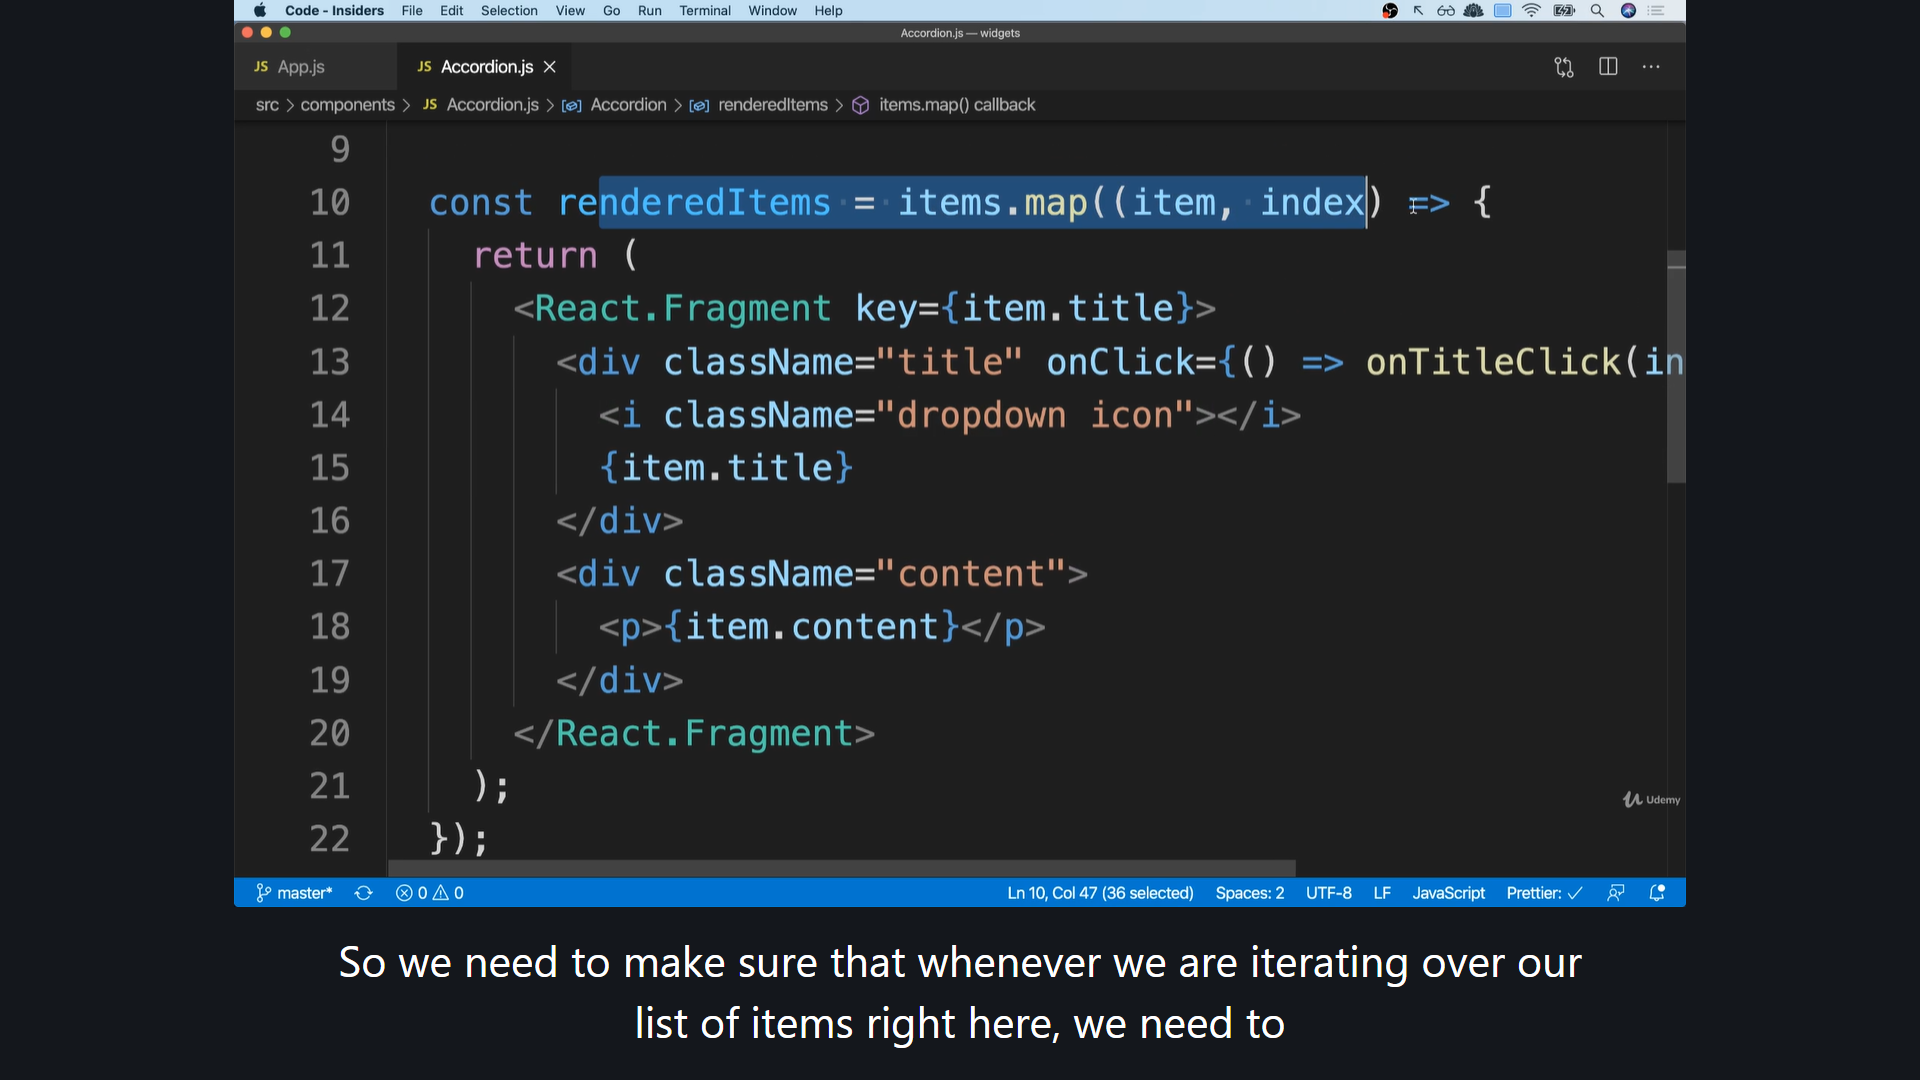 Code - Insiders File Edit Selection View Go Run Terminal Window Help
Accordion.js — widgets
JS App.js JS Accordion.js
src > components > JS Accordion.js > Accordion > renderedItems > items.map() callback
9
10 const renderedItems = items.map((item, index) => {
11 return (
12 <React.Fragment key={item.title}>
13 <div className="title" onClick={() => onTitleClick(in
14 <i className="dropdown icon"></i>
15 {item.title}
16 </div>
17 <div className="content">
18 <p>{item.content}</p>
19 </div>
20 </React.Fragment>
21 );
22 });
Udemy
master* 0 0 Ln 10, Col 47 (36 selected) Spaces: 2 UTF-8 LF JavaScript Prettier: ✓
So we need to make sure that whenever we are iterating over our
list of items right here, we need to